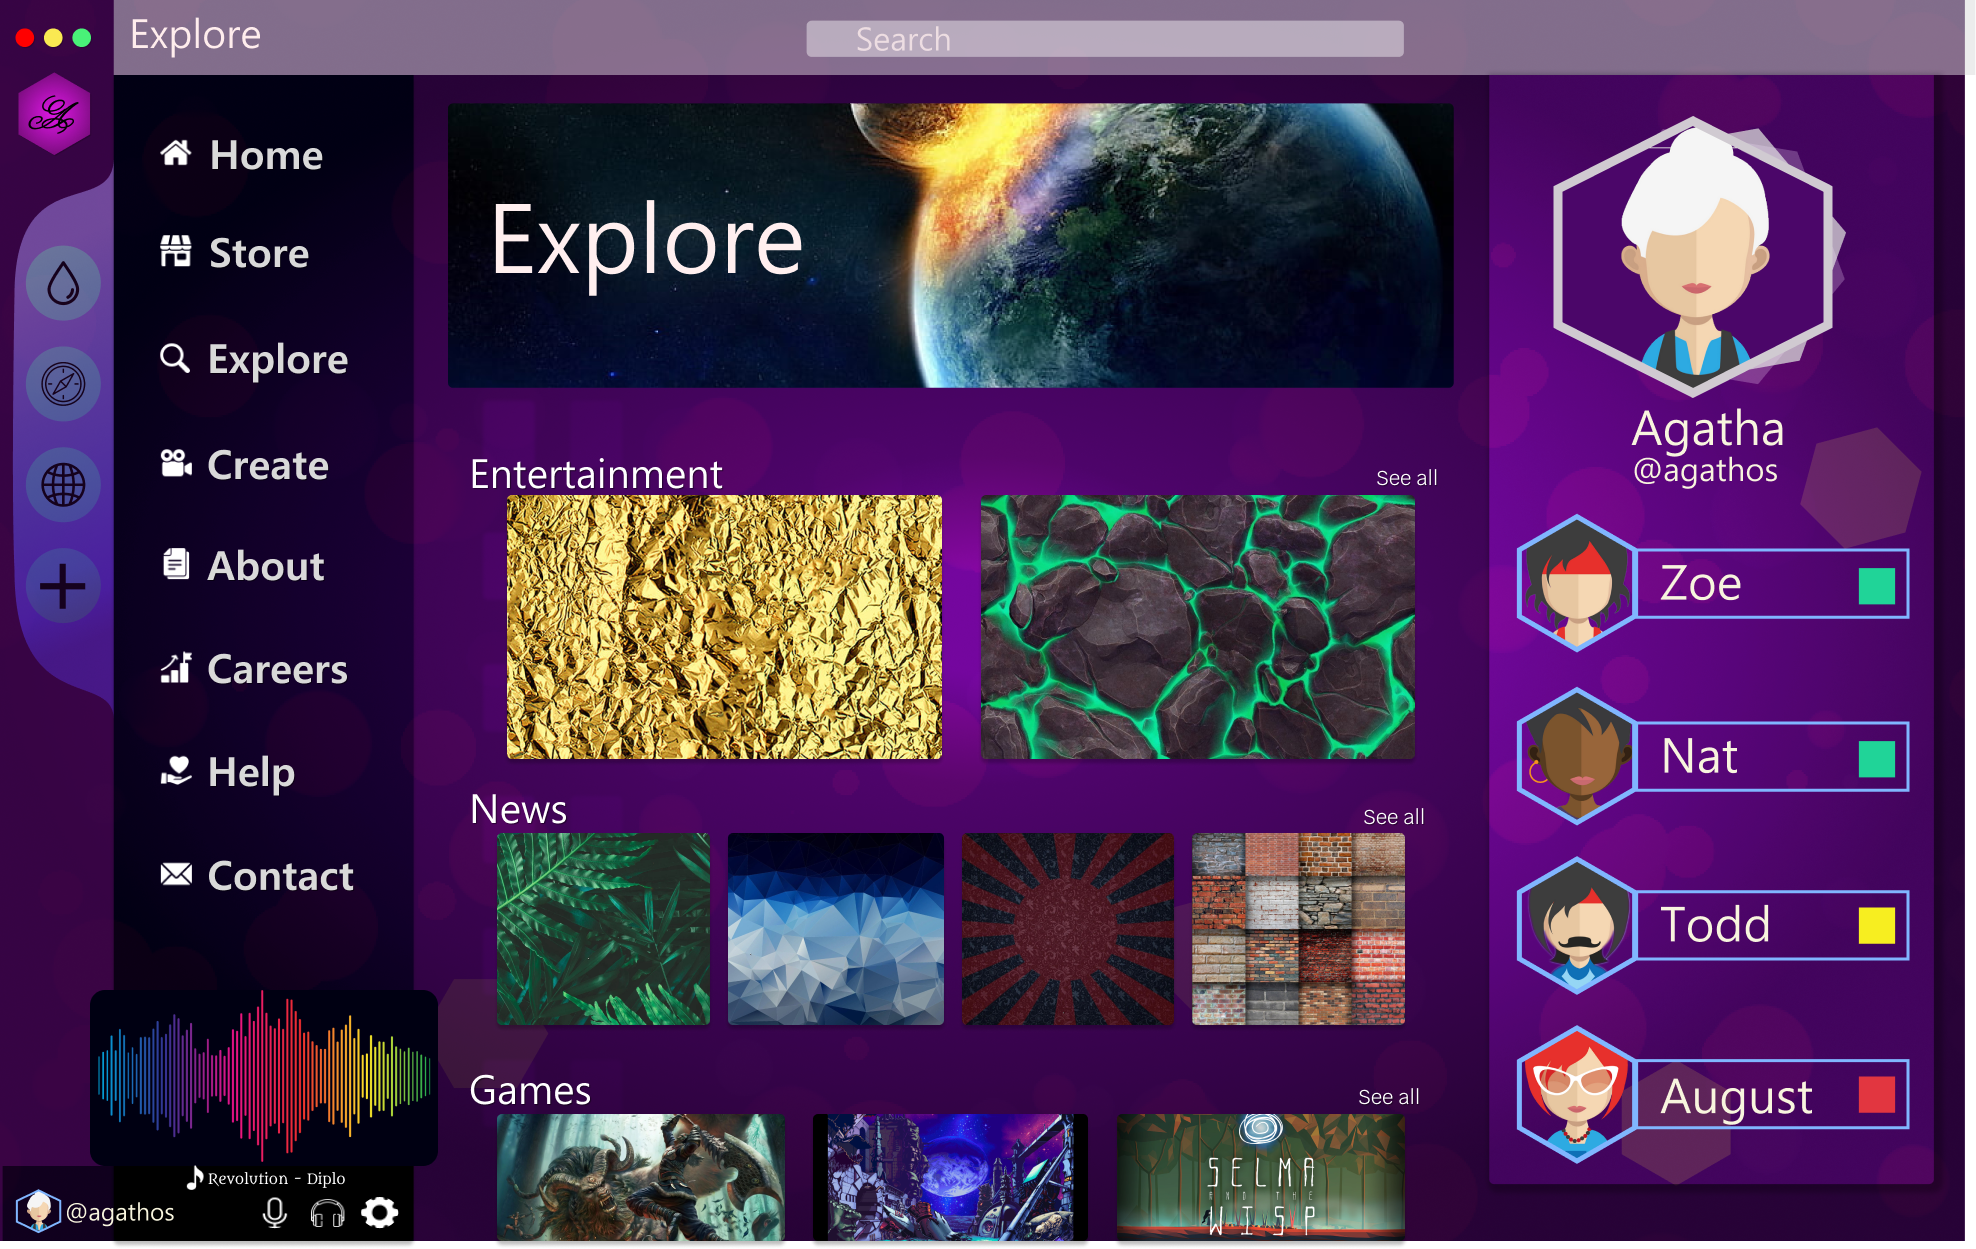 Explore
Search
Home
Store
Explore
Create
About
Careers
Help
Contact
Revolution - Diplo
@agathos
Explore
Entertainment
See all
News
See all
Games
See all
SELMA
AND THE
WISP
Agatha
@agathos
Zoe
Nat
Todd
August